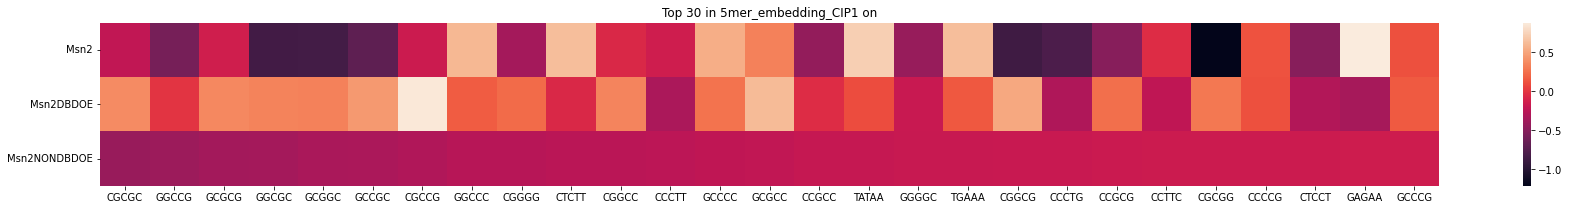 Top 30 in 5mer_embedding_CIP1 on
Msn2
Msn2DBDOE
Msn2NONDBDOE
CGCGC GGCCG GCGCG GGCGC GCGGC GCCGC CGCCG GGCCC CGGGG CTCTT CGGCC CCCTT GCCCC GCGCC CCGCC TATAA GGGGC TGAAA CGGCG CCCTG CCGCG CCTTC CGCGG CCCCG CTCCT GAGAA GCCCG
0.5
0.0
−0.5
−1.0